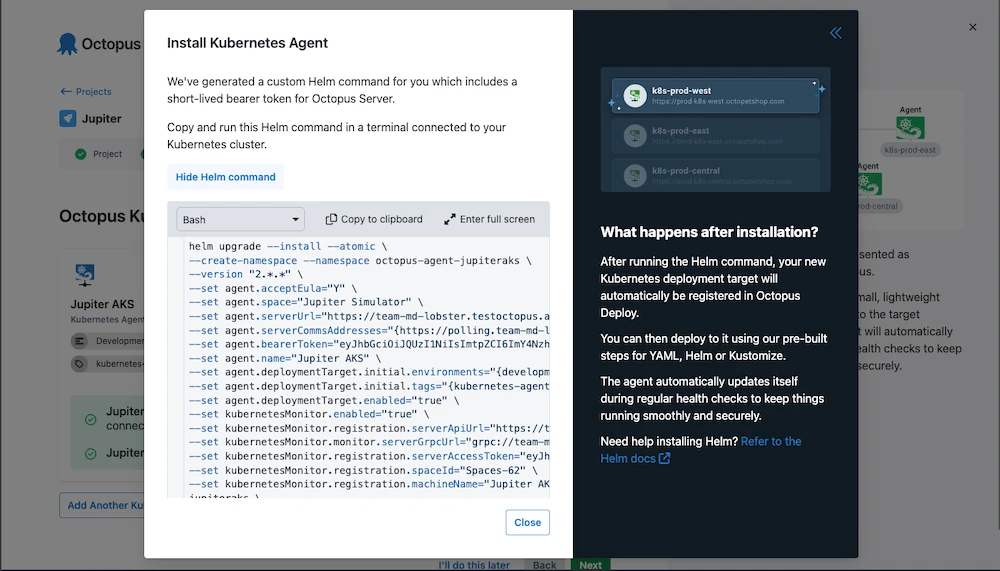 Octopus
Projects
Jupiter
Project
Octopus Ku
Jupiter AKS
Kubernetes Agen
Developmen
kubernetes-
Jupiter
connec
Jupiter
Add Another Ku
Install Kubernetes Agent
We've generated a custom Helm command for you which includes a
short-lived bearer token for Octopus Server.
Copy and run this Helm command in a terminal connected to your
Kubernetes cluster.
Hide Helm command
Bash
Copy to clipboard
Enter full screen
helm upgrade --install --atomic \
--create-namespace --namespace octopus-agent-jupiteraks \
--version "2.*.*" \
--set agent.acceptEula="Y" \
--set agent.space="Jupiter Simulator" \
--set agent.serverUrl="https://team-md-lobster.testoctopus.a
--set agent.serverCommsAddresses="{https://polling.team-md-l
--set agent.bearerToken="eyJhbGciOiJQUzI1NiIsImtpZCI6ImY4Nzh
--set agent.name="Jupiter AKS" \
--set agent.deploymentTarget.initial.environments="{developm
--set agent.deploymentTarget.initial.tags="{kubernetes-agent
--set agent.deploymentTarget.enabled="true" \
--set kubernetesMonitor.enabled="true" \
--set kubernetesMonitor.registration.serverApiUrl="https://t
--set kubernetesMonitor.monitor.serverGrpcUrl="grpc://team-m
--set kubernetesMonitor.registration.serverAccessToken="eyJh
--set kubernetesMonitor.registration.spaceId="Spaces-62" \
--set kubernetesMonitor.registration.machineName="Jupiter AK
jupiteraks \
Close
k8s-prod-west
https://prod-k8s-west.octopetshop.com
k8s-prod-east
https://prod-k8s-east.octopetshop.com
k8s-prod-central
https://prod-k8s-central.octopetshop.com
What happens after installation?
After running the Helm command, your new
Kubernetes deployment target will
automatically be registered in Octopus
Deploy.
You can then deploy to it using our pre-built
steps for YAML, Helm or Kustomize.
The agent automatically updates itself
during regular health checks to keep things
running smoothly and securely.
Need help installing Helm? Refer to the
Helm docs
Agent
k8s-prod-east
Agent
rod-central
sented as
us.
mall, lightweight
to the target
t will automatically
ealth checks to keep
securely.
I'll do this later
Back
Next